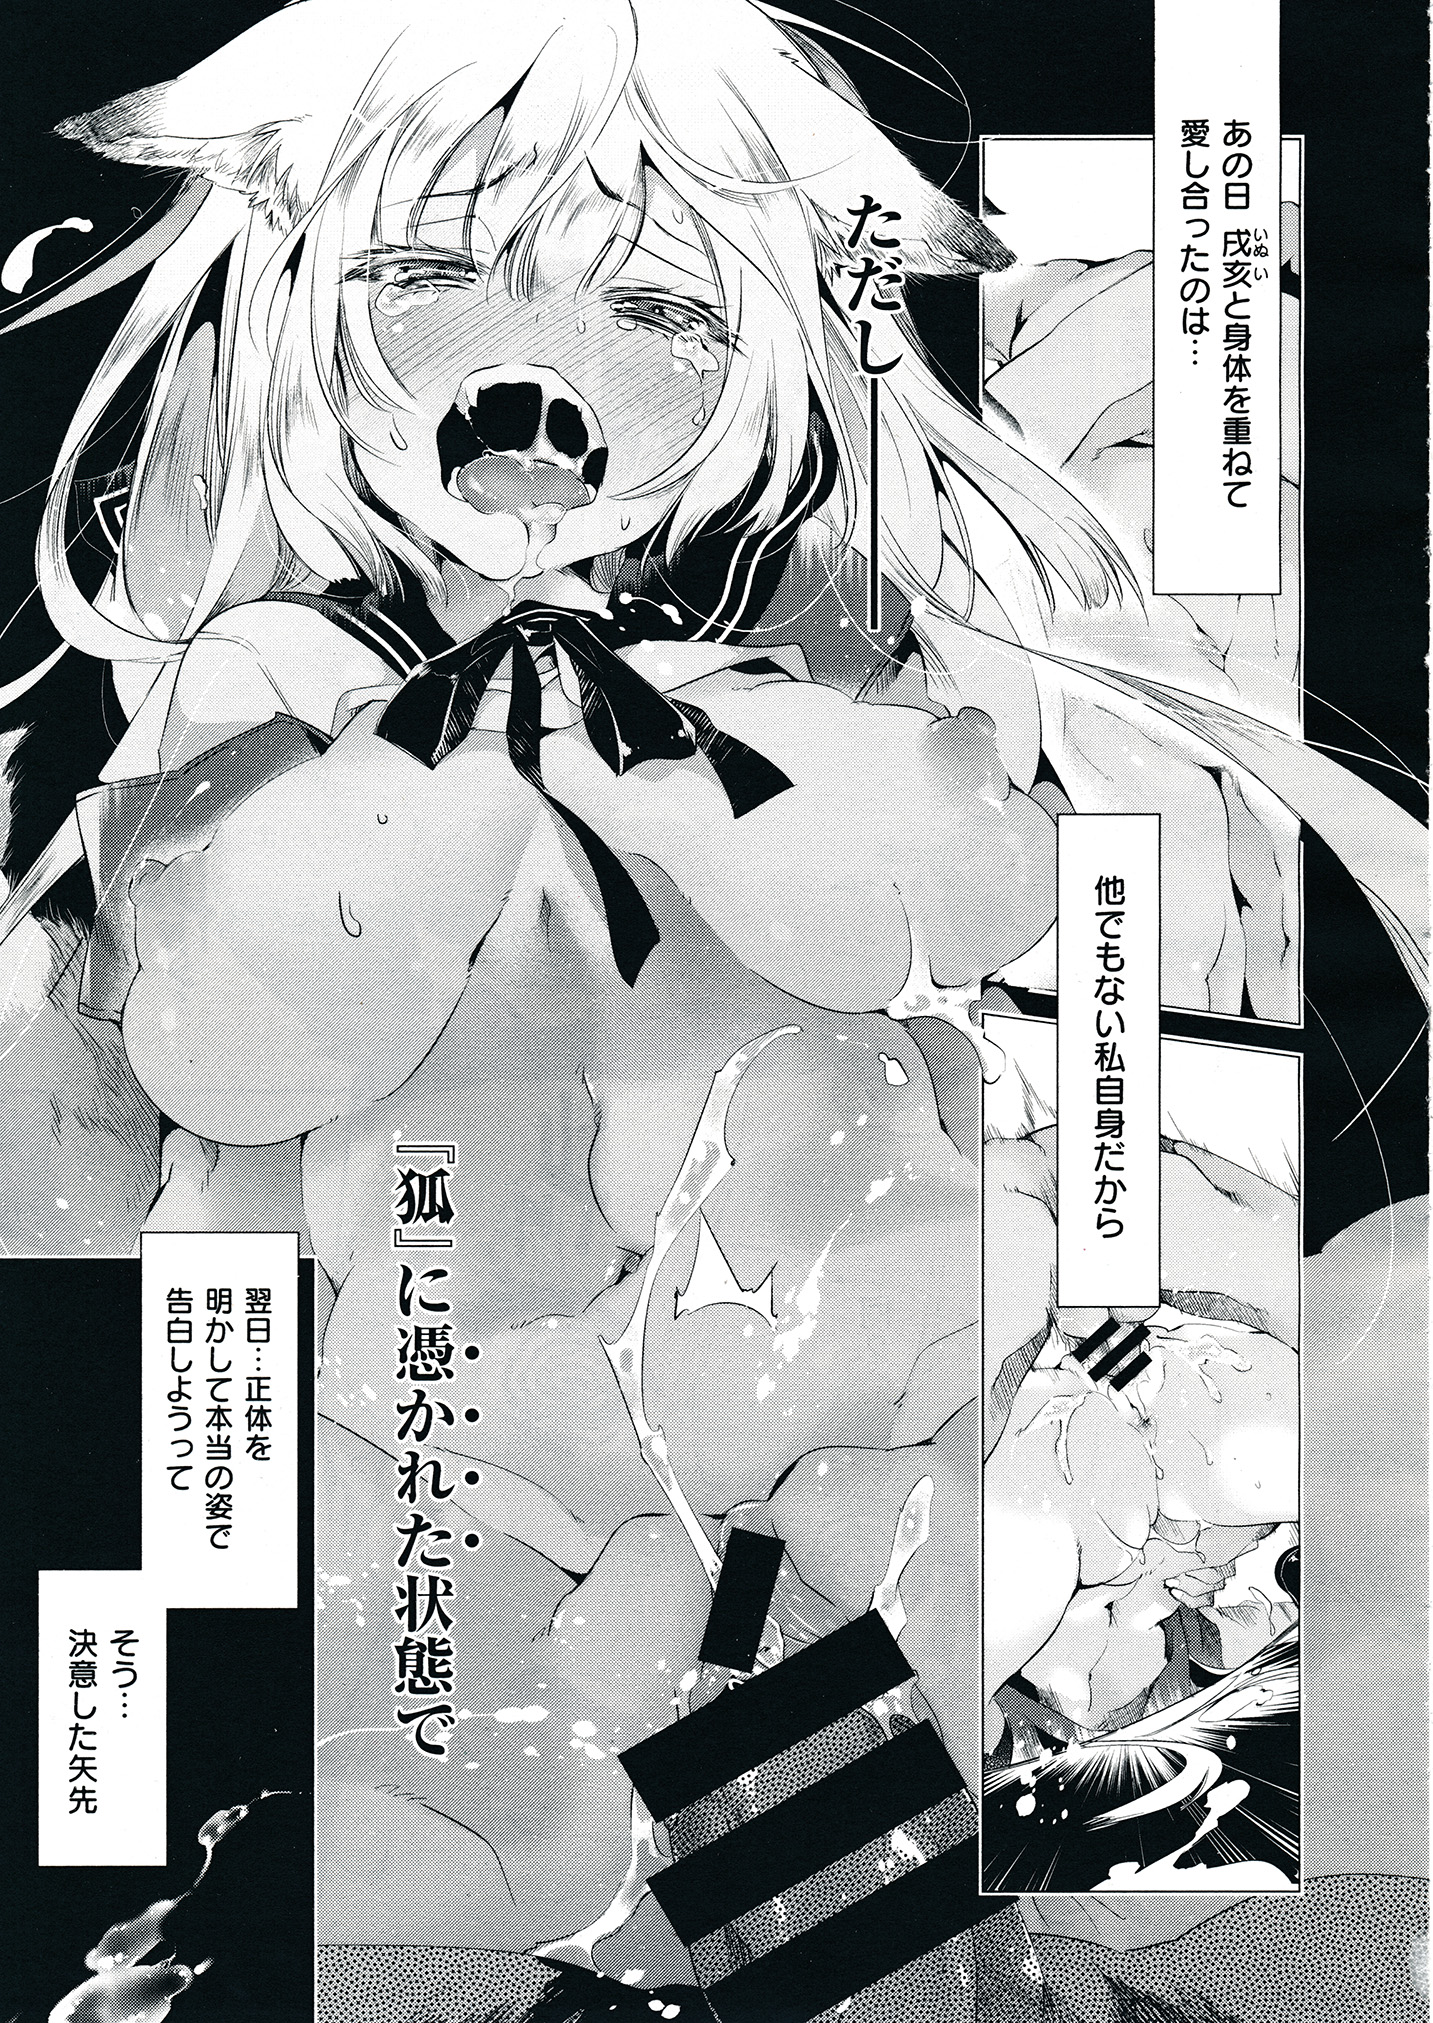 あの日 戌亥と身体を重ねて
愛し合ったのは…
いぬい
ただし――
他でもない私自身だから
『狐』に憑かれた状態で
翌日…正体を
明かして本当の姿で
告白しようって
そう…
決意した矢先